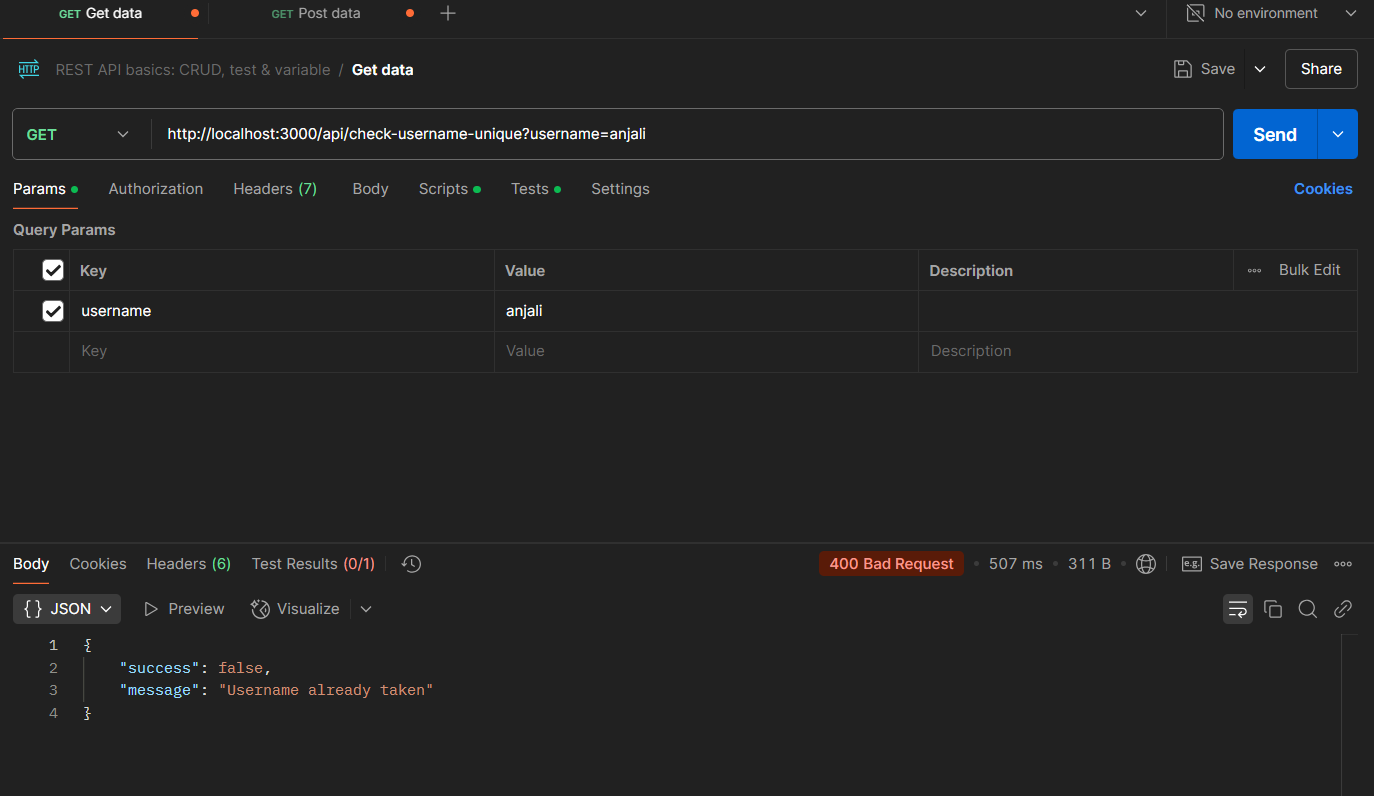 GET Get data GET Post data No environment
HTTP REST API basics: CRUD, test & variable / Get data Save Share
GET http://localhost:3000/api/check-username-unique?username=anjali Send
Params Authorization Headers (7) Body Scripts Tests Settings Cookies
Query Params
Key Value Description Bulk Edit
username anjali
Key Value Description
Body Cookies Headers (6) Test Results (0/1) 400 Bad Request • 507 ms • 311 B • e.g. Save Response
{} JSON Preview Visualize
1 {
2 "success": false,
3 "message": "Username already taken"
4 }